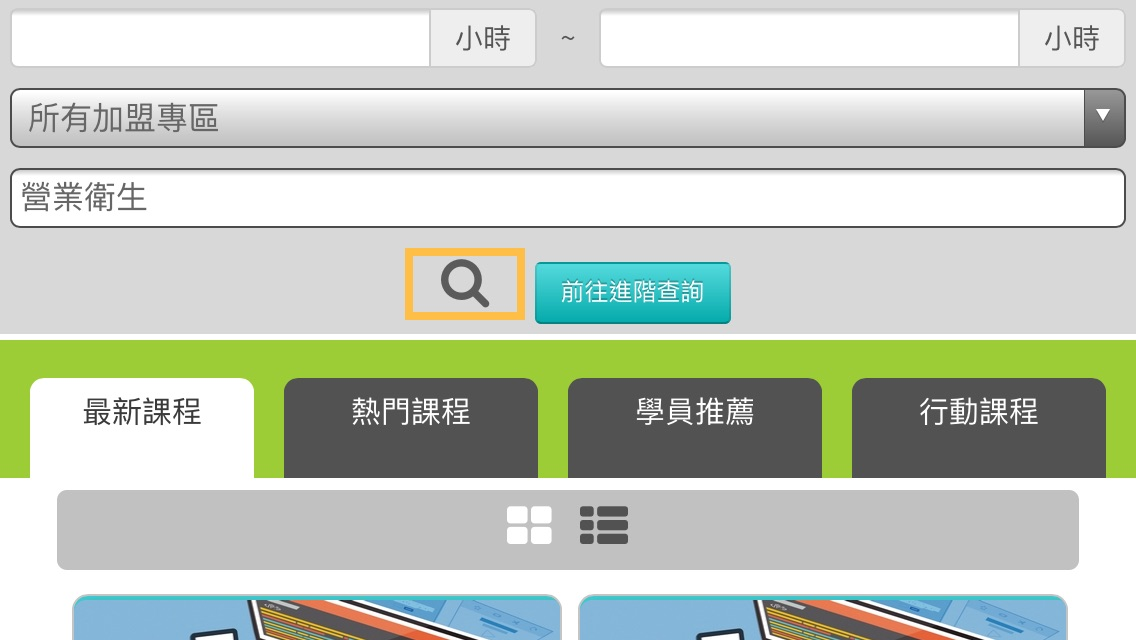 小時 ~ 小時
所有加盟專區
營業衛生
前往進階查詢
最新課程 熱門課程 學員推薦 行動課程